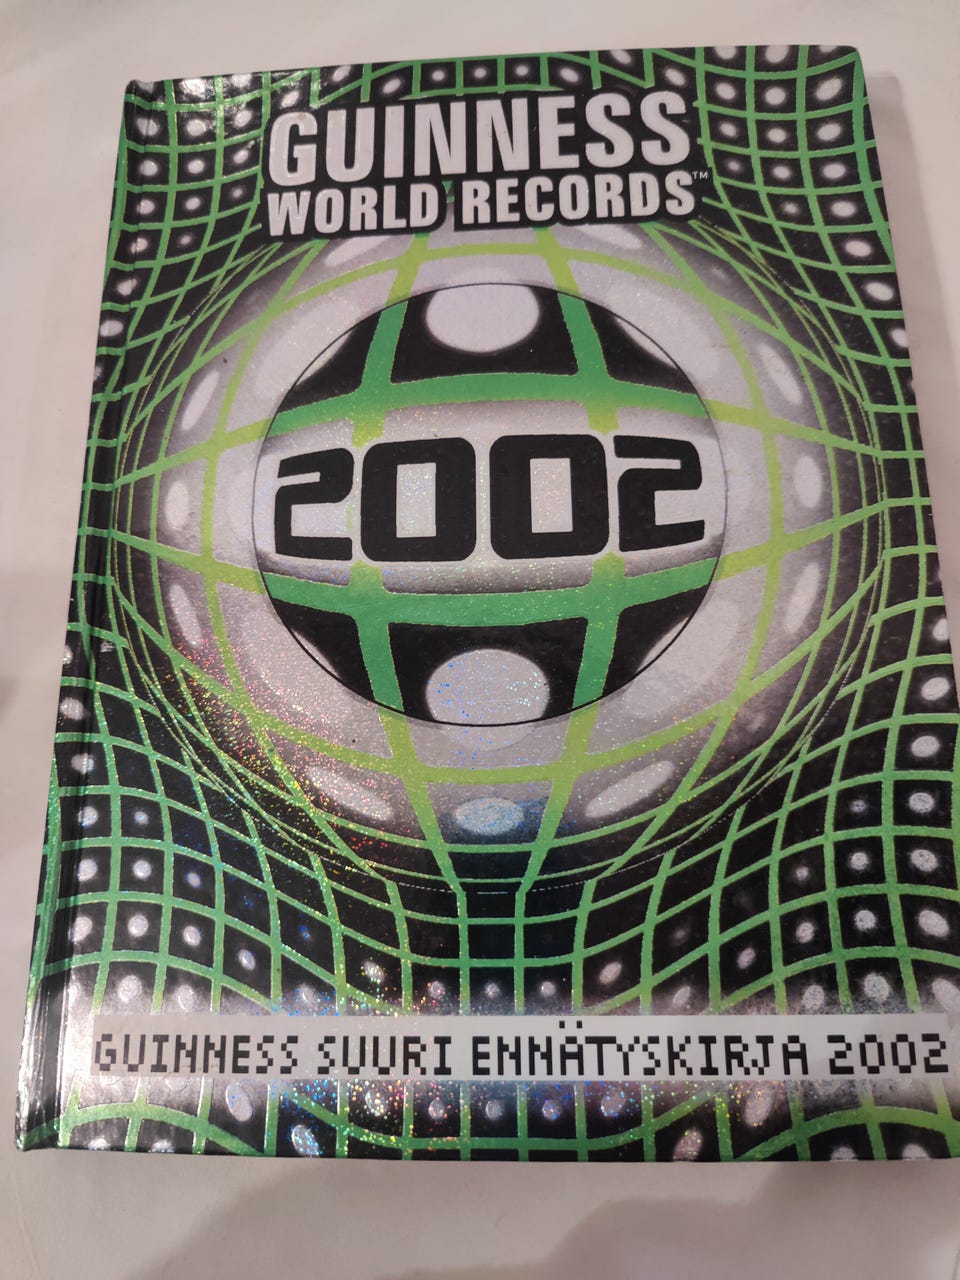 GUINNESS
WORLD RECORDS™
2002
GUINNESS SUURI ENNÄTYSKIRJA 2002